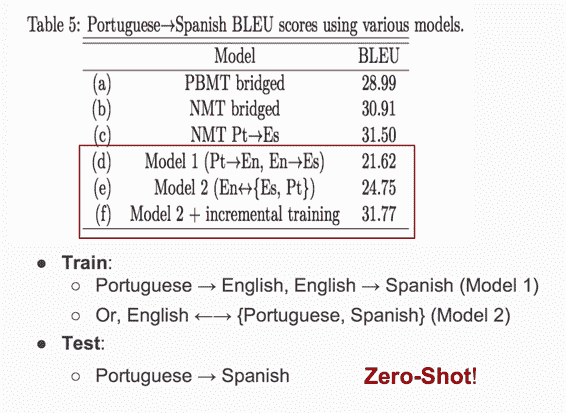 Table 5: Portuguese→Spanish BLEU scores using various models.
Model BLEU
(a) PBMT bridged 28.99
(b) NMT bridged 30.91
(c) NMT Pt→Es 31.50
(d) Model 1 (Pt→En, En→Es) 21.62
(e) Model 2 (En↔{Es, Pt}) 24.75
(f) Model 2 + incremental training 31.77
● Train:
○ Portuguese → English, English → Spanish (Model 1)
○ Or, English ←→ {Portuguese, Spanish} (Model 2)
● Test:
○ Portuguese → Spanish Zero-Shot!